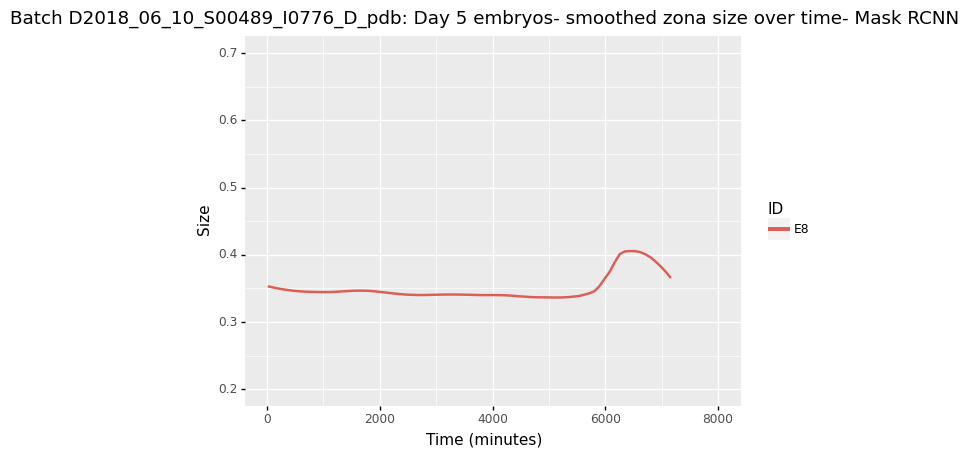 Batch D2018_06_10_S00489_I0776_D_pdb: Day 5 embryos- smoothed zona size over time- Mask RCNN
0.7
0.6
0.5
0.4
0.3
0.2
Size
0 2000 4000 6000 8000
Time (minutes)
ID
E8